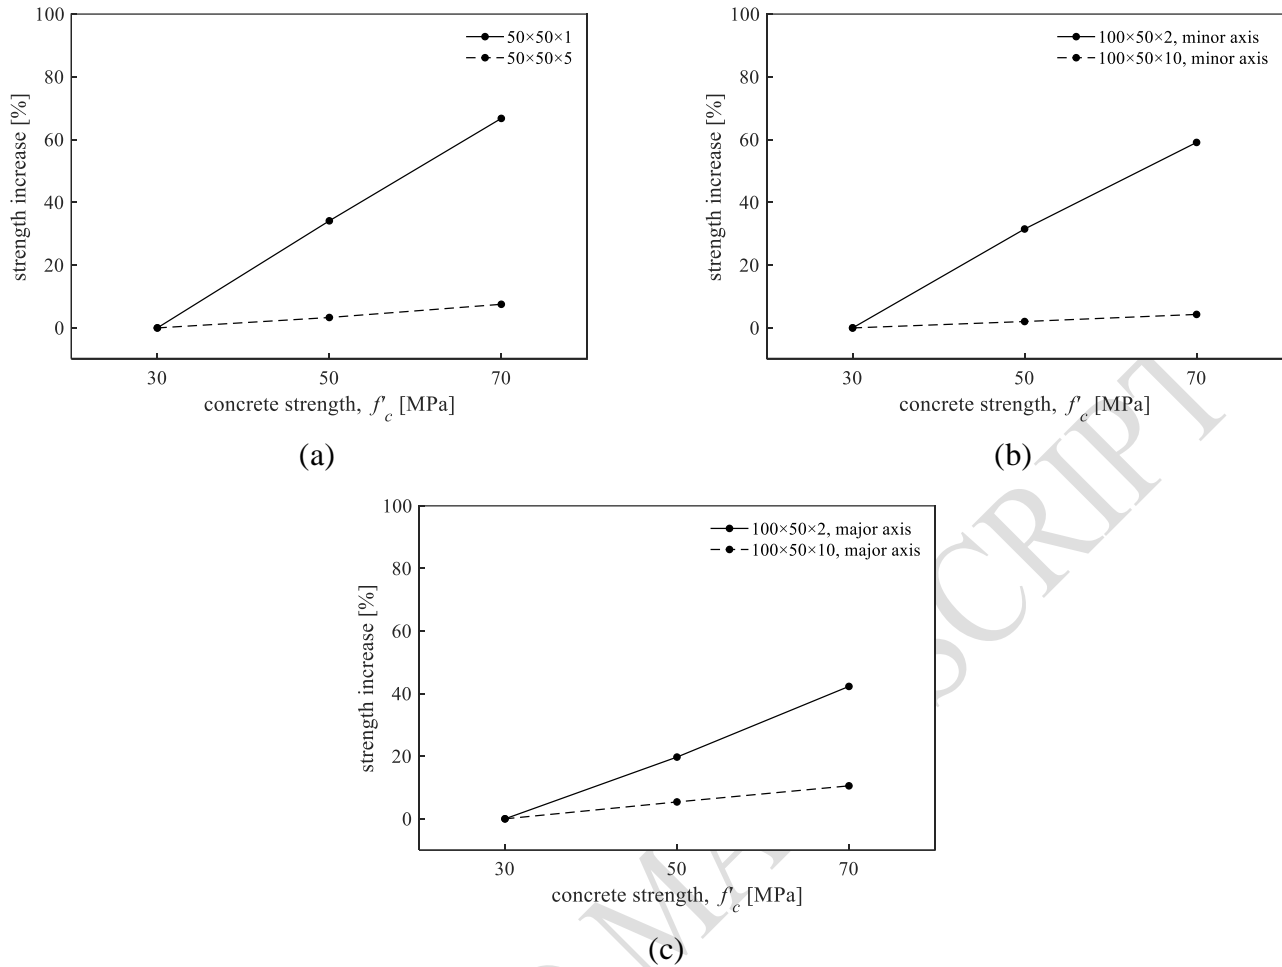 100
80
60
40
20
0
strength increase [%]
50×50×1
50×50×5
30 50 70
concrete strength, f′c [MPa]
(a)
100
80
60
40
20
0
strength increase [%]
100×50×2, minor axis
100×50×10, minor axis
30 50 70
concrete strength, f′c [MPa]
(b)
100
80
60
40
20
0
strength increase [%]
100×50×2, major axis
100×50×10, major axis
30 50 70
concrete strength, f′c [MPa]
(c)